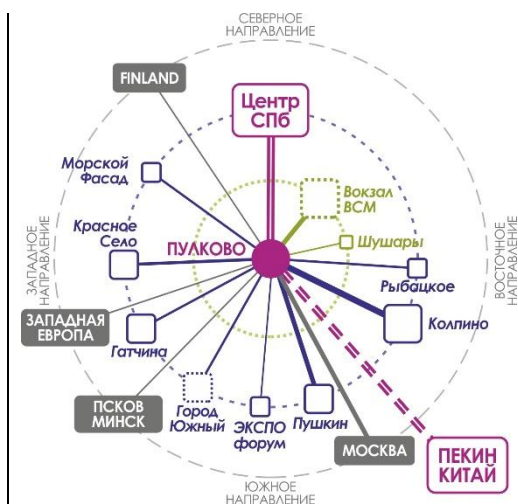 СЕВЕРНОЕ
НАПРАВЛЕНИЕ
FINLAND
Центр
СПб
Морской
Фасад
Вокзал
ВСМ
Красное
Село
ПУЛКОВО
Шушары
ЗАПАДНОЕ
НАПРАВЛЕНИЕ
ВОСТОЧНОЕ
НАПРАВЛЕНИЕ
Рыбацкое
ЗАПАДНАЯ
ЕВРОПА
Колпино
Гатчина
ПСКОВ
МИНСК
Город
Южный
ЭКСПО
форум
Пушкин
МОСКВА
ПЕКИН
КИТАЙ
ЮЖНОЕ
НАПРАВЛЕНИЕ